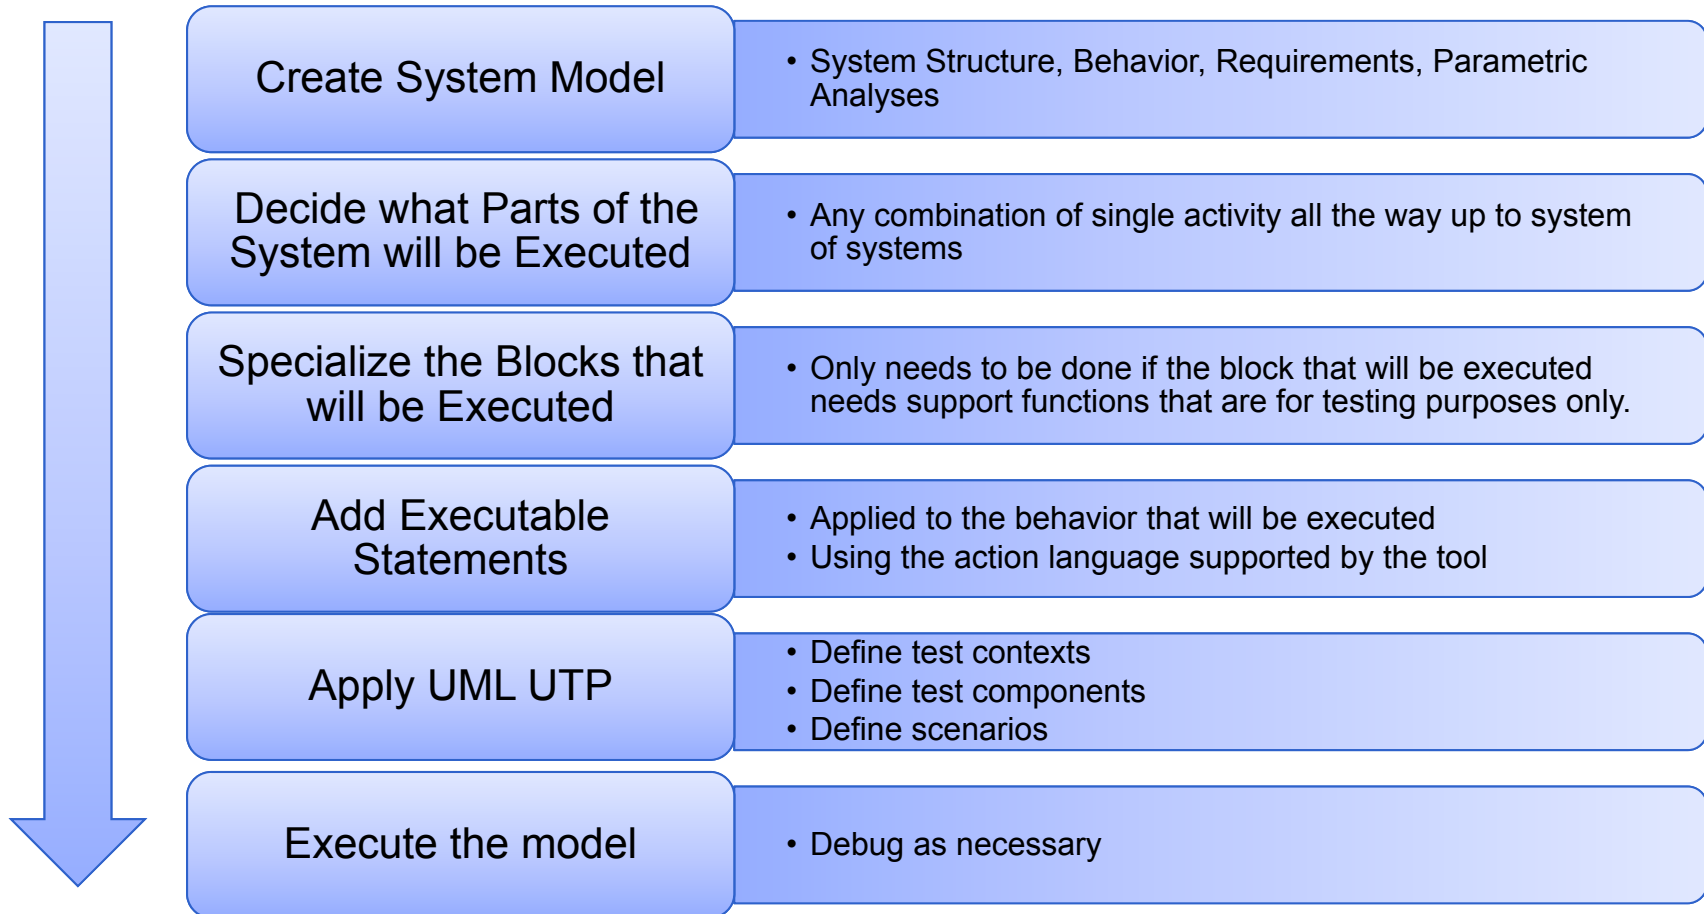 Create System Model
• System Structure, Behavior, Requirements, Parametric
Analyses
Decide what Parts of the
System will be Executed
• Any combination of single activity all the way up to system
of systems
Specialize the Blocks that
will be Executed
• Only needs to be done if the block that will be executed
needs support functions that are for testing purposes only.
Add Executable
Statements
• Applied to the behavior that will be executed
• Using the action language supported by the tool
Apply UML UTP
• Define test contexts
• Define test components
• Define scenarios
Execute the model
• Debug as necessary